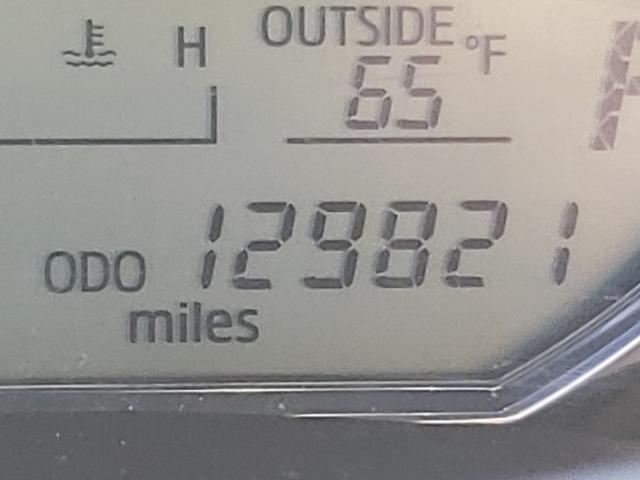 H
OUTSIDE °F
65
ODO 129821
miles